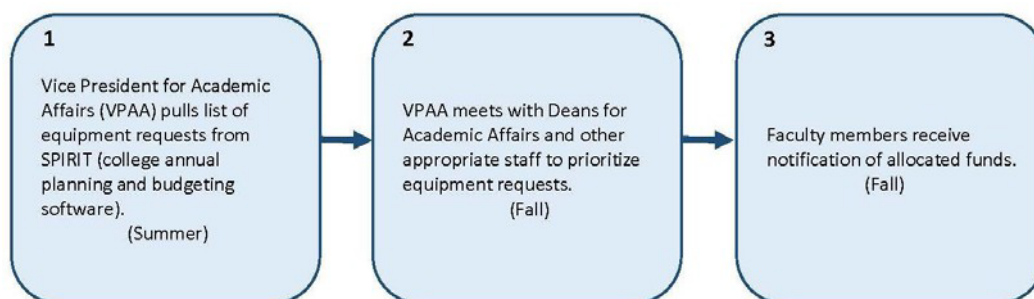 1
Vice President for Academic
Affairs (VPAA) pulls list of
equipment requests from
SPIRIT (college annual
planning and budgeting
software).
(Summer)
2
VPAA meets with Deans for
Academic Affairs and other
appropriate staff to prioritize
equipment requests.
(Fall)
3
Faculty members receive
notification of allocated funds.
(Fall)